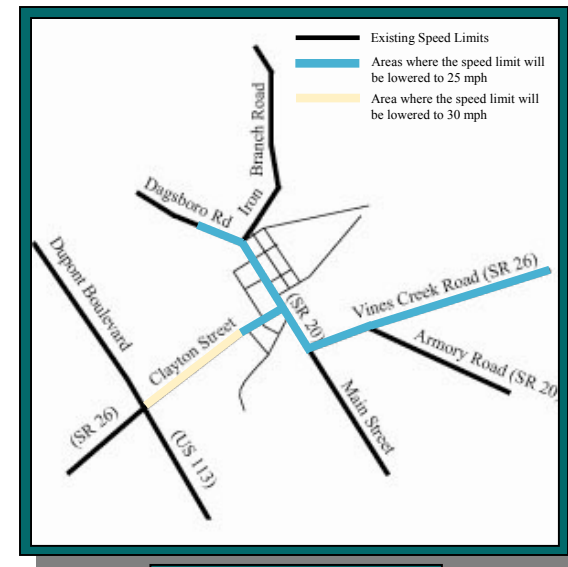 Existing Speed Limits
Areas where the speed limit will
be lowered to 25 mph
Area where the speed limit will
be lowered to 30 mph
Iron Branch Road
Dagsboro Rd
Dupont Boulevard
(SR 20)
Vines Creek Road (SR 26)
Clayton Street
Armory Road (SR 20)
Main Street
(SR 26)
(US 113)